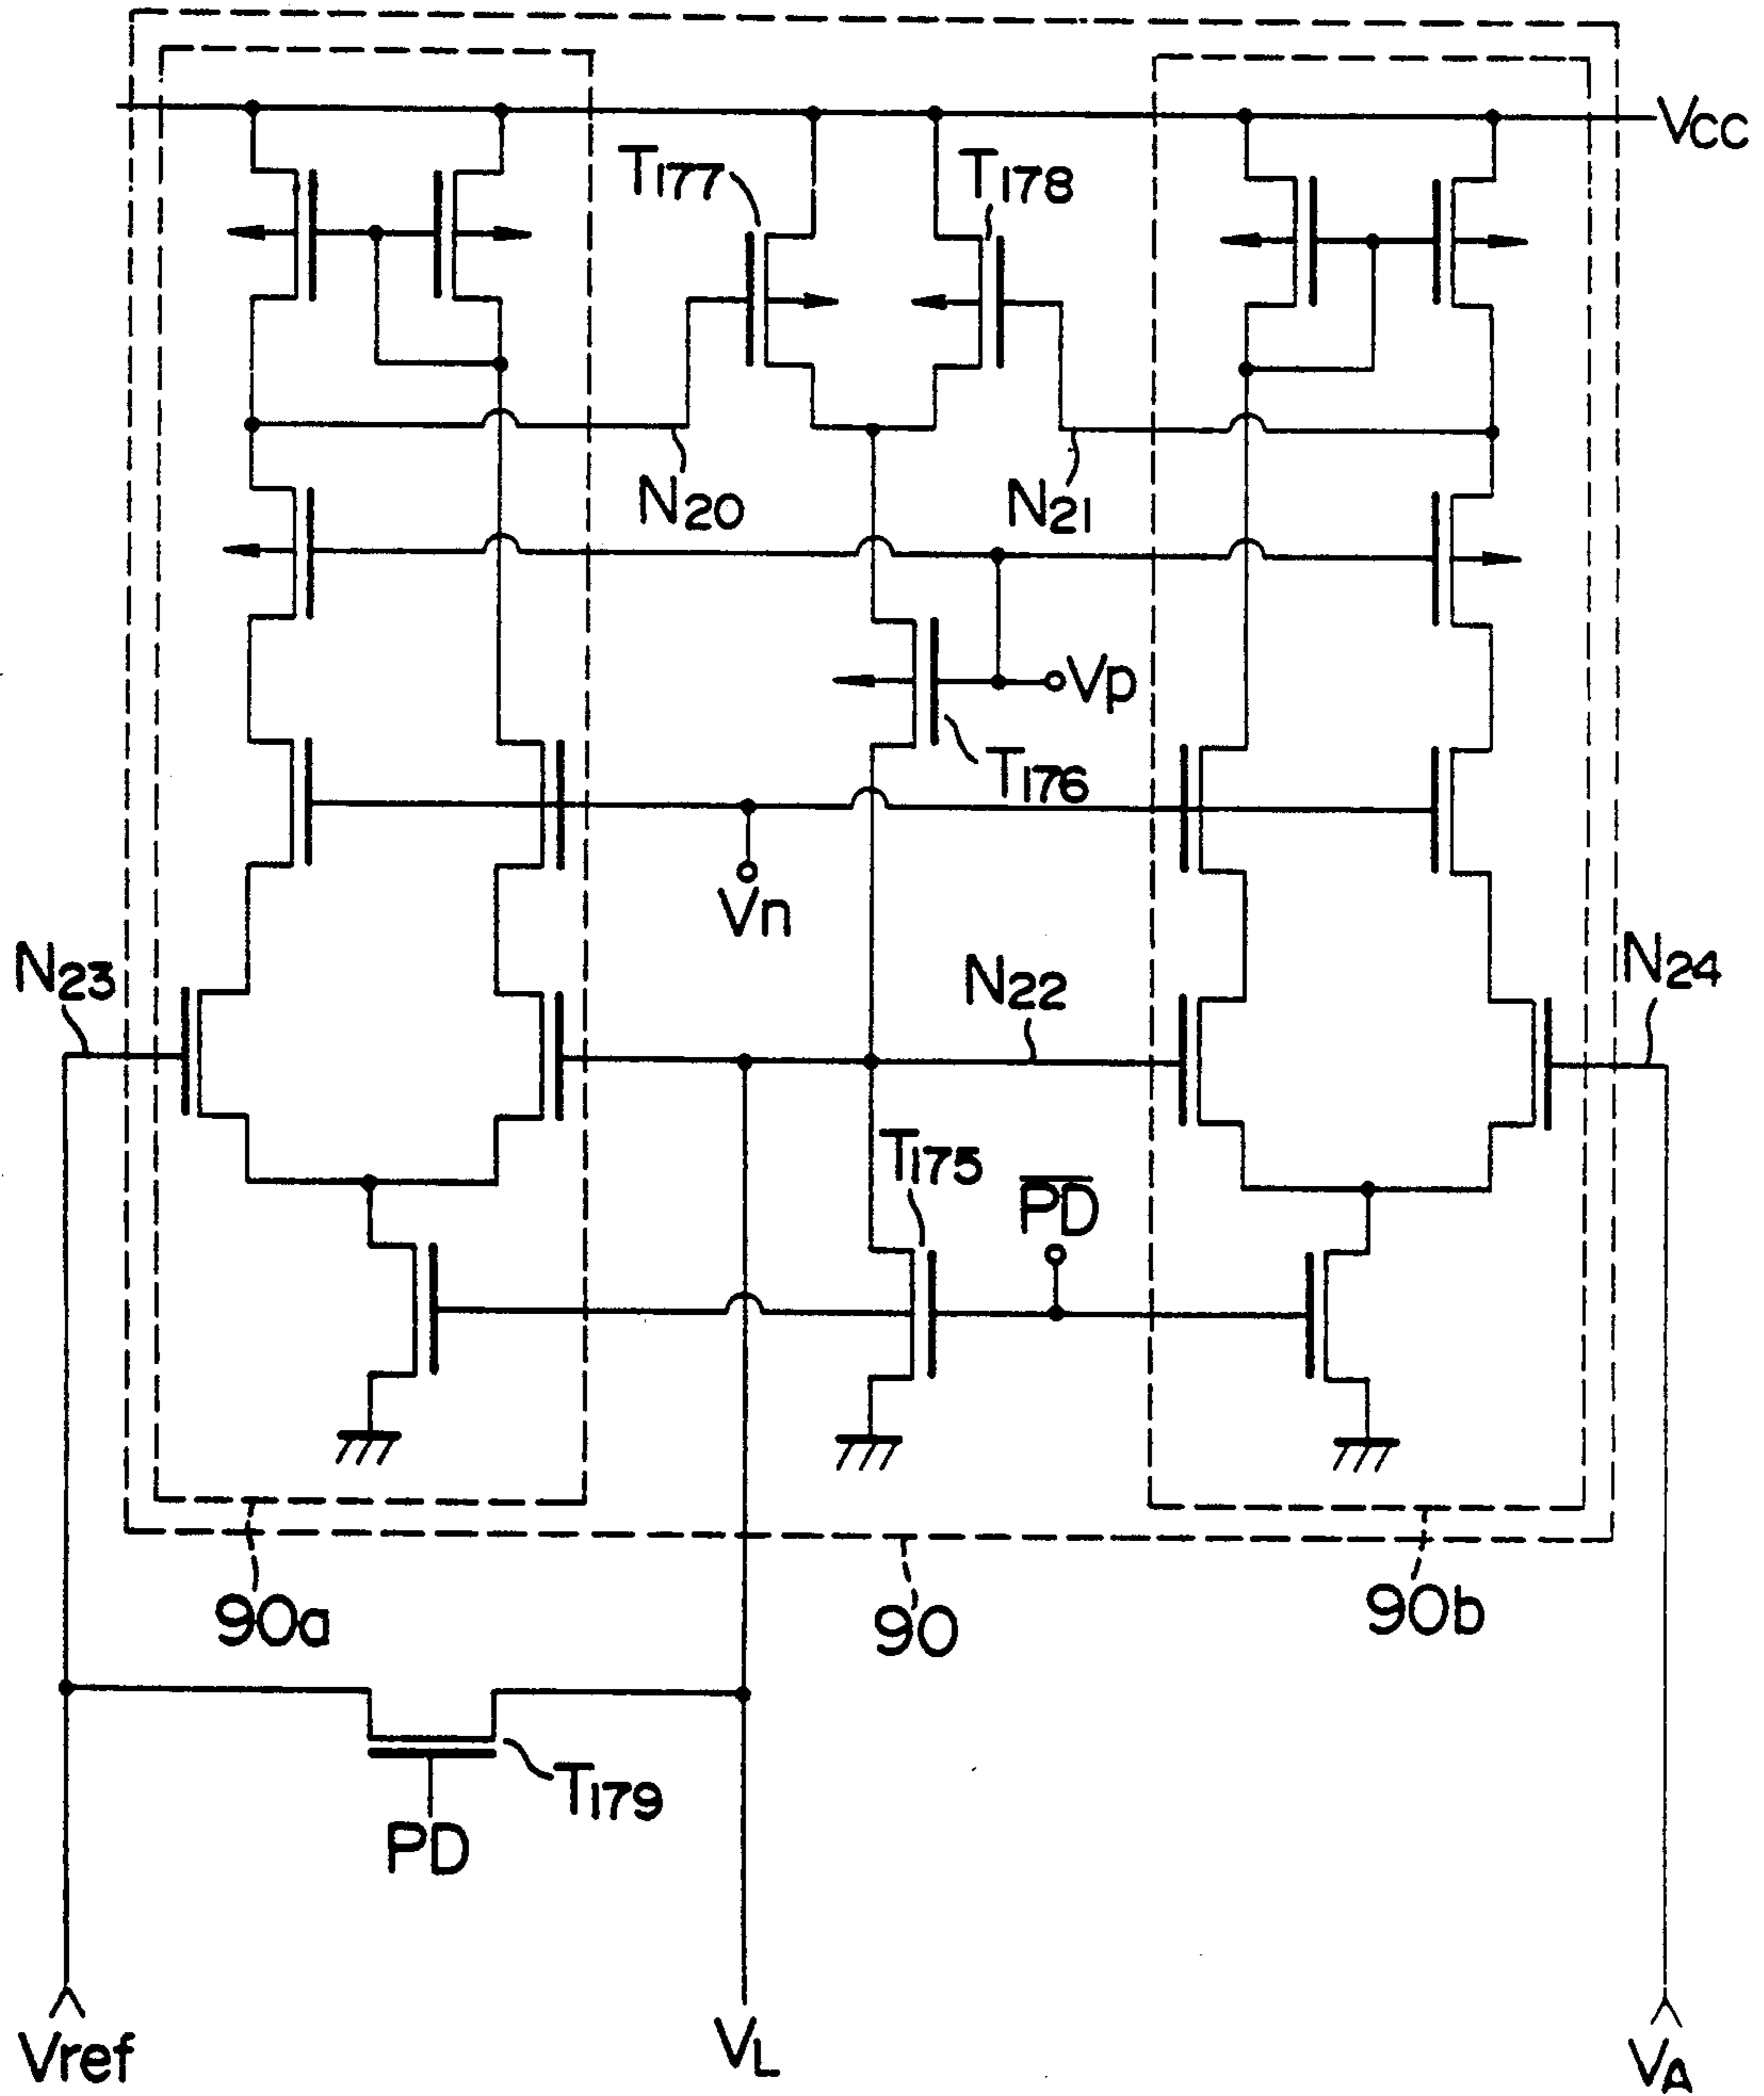 VCC
T177
T178
N20
N21
Vp
T176
Vn
N23
N22
N24
T175
P̅D̅
90a
90
90b
T179
PD
Vref
VL
VA